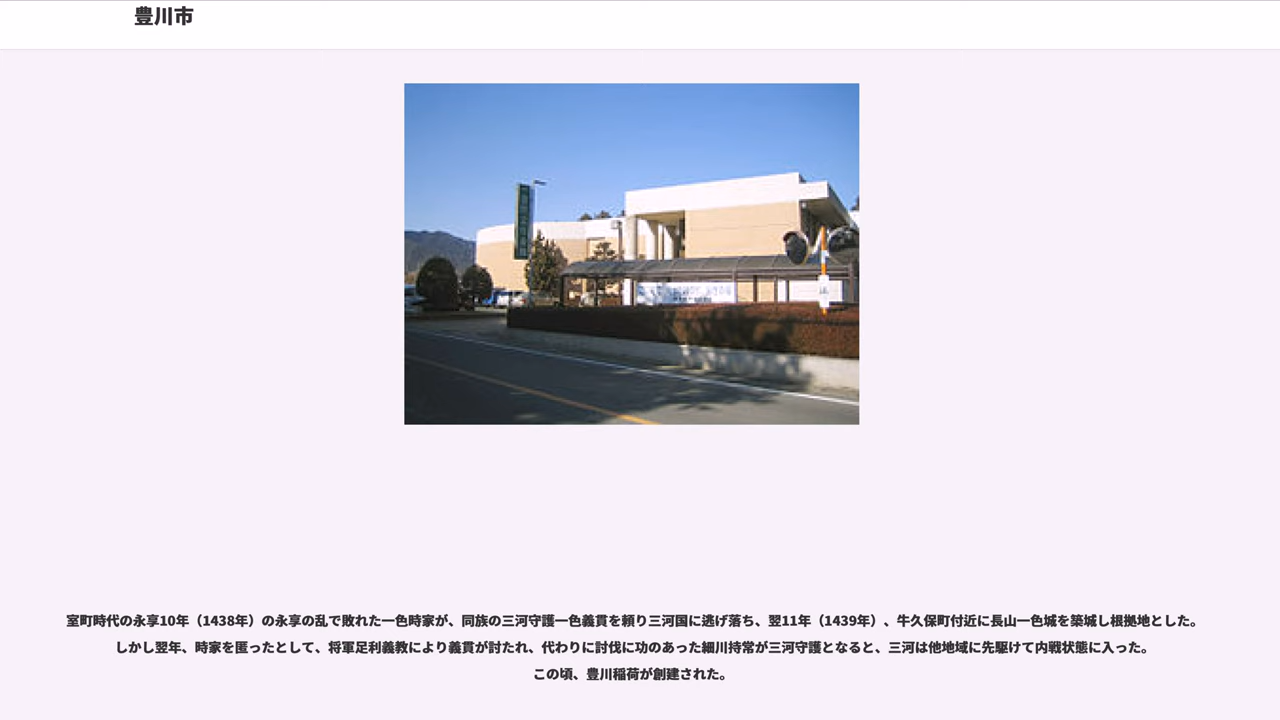 豊川市
室町時代の永享10年（1438年）の永享の乱で敗れた一色時家が、同族の三河守護一色義貫を頼り三河国に逃げ落ち、翌11年（1439年）、牛久保町付近に長山一色城を築城し根拠地とした。
しかし翌年、時家を匿ったとして、将軍足利義教により義貫が討たれ、代わりに討伐に功のあった細川持常が三河守護となると、三河は他地域に先駆けて内戦状態に入った。
この頃、豊川稲荷が創建された。